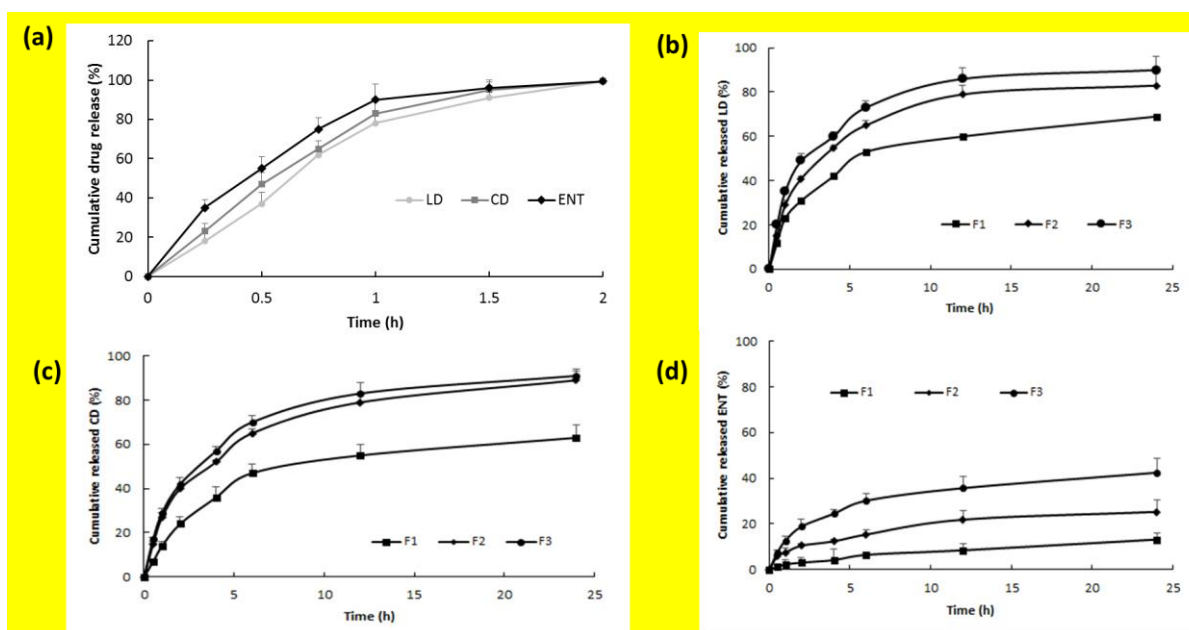 (a)
120
100
80
60
40
20
0
Cumulative drug release (%)
LD CD ENT
0 0.5 1 1.5 2
Time (h)
(b)
100
80
60
40
20
0
Cumulative released LD (%)
F1 F2 F3
0 5 10 15 20 25
Time (h)
(c)
100
80
60
40
20
0
Cumulative released CD (%)
F1 F2 F3
0 5 10 15 20 25
Time (h)
(d)
100
80
60
40
20
0
Cumulative released ENT (%)
F1 F2 F3
0 5 10 15 20 25
Time (h)